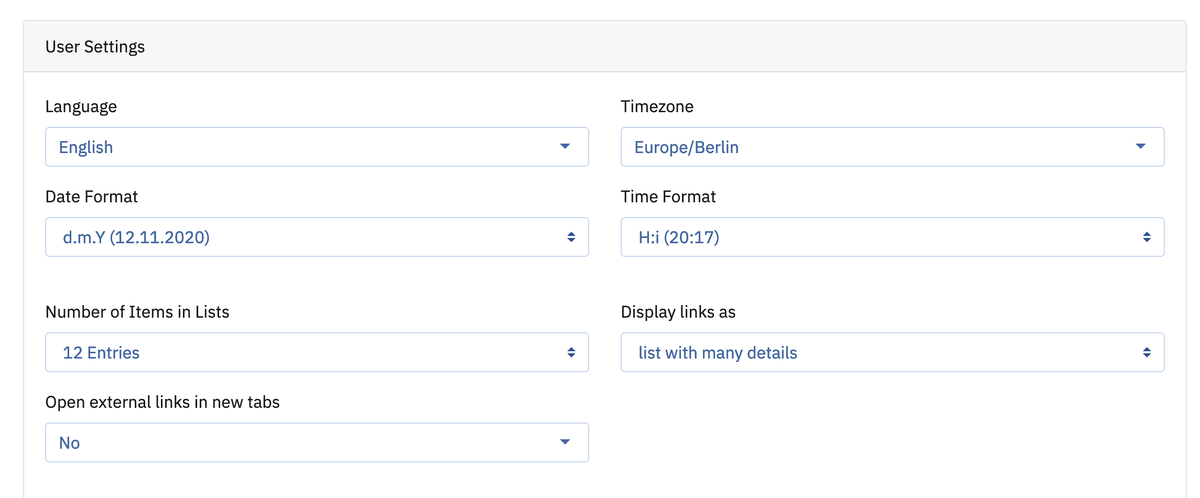 User Settings
Language
Timezone
English
Europe/Berlin
Date Format
Time Format
d.m.Y (12.11.2020)
H:i (20:17)
Number of Items in Lists
Display links as
12 Entries
list with many details
Open external links in new tabs
No